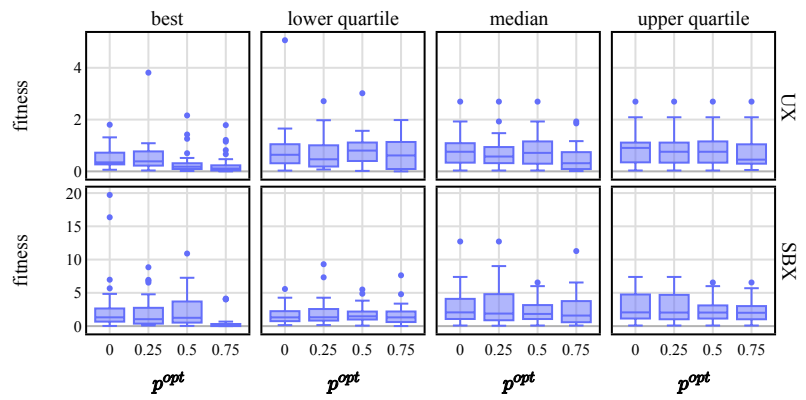 best lower quartile median upper quartile
fitness
4
2
0
UX
fitness
20
15
10
5
0
SBX
0 0.25 0.5 0.75 0 0.25 0.5 0.75 0 0.25 0.5 0.75 0 0.25 0.5 0.75
p^opt p^opt p^opt p^opt